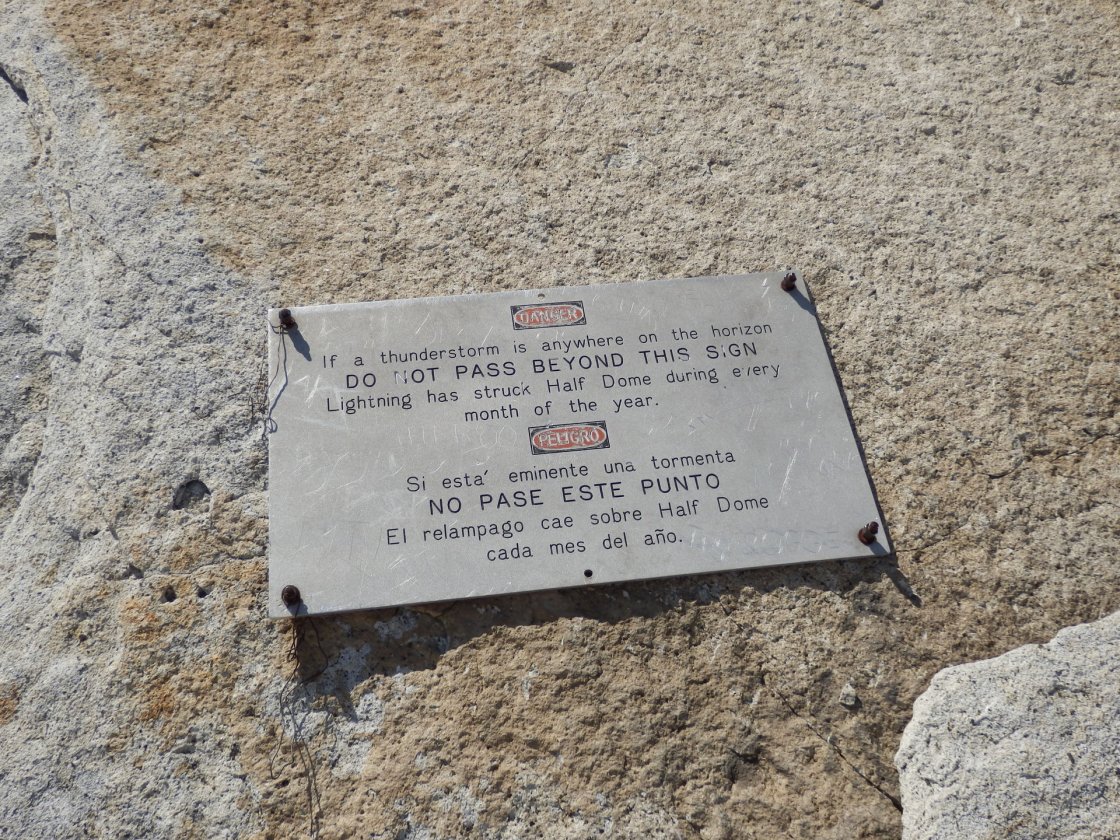 DANGER
If a thunderstorm is anywhere on the horizon
DO NOT PASS BEYOND THIS SIGN
Lightning has struck Half Dome during every
month of the year.
PELIGRO
Si está eminente una tormenta
NO PASE ESTE PUNTO
El relampago cae sobre Half Dome
cada mes del año.